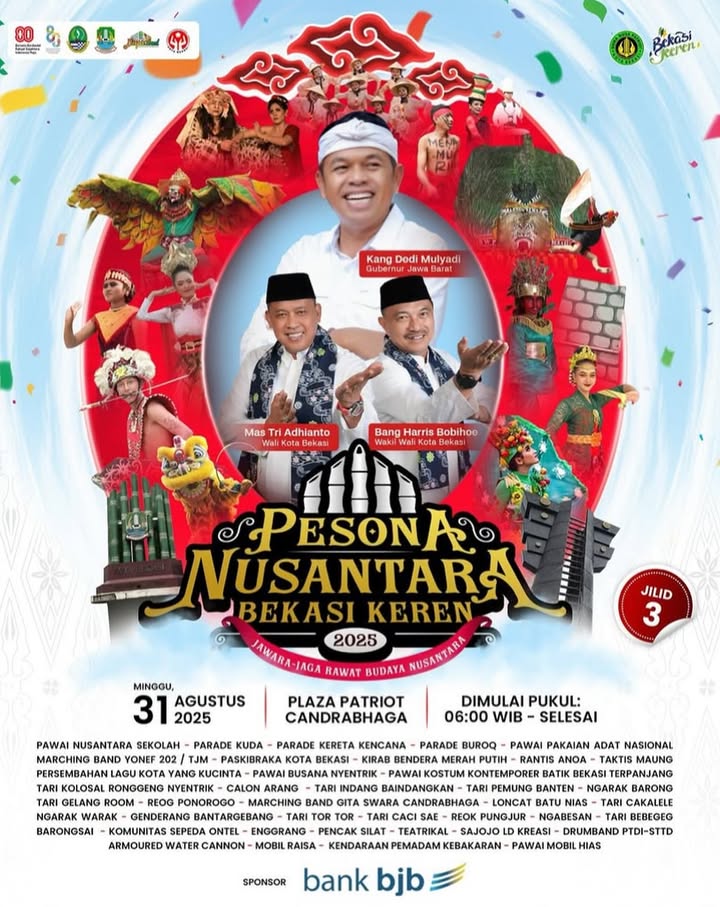 80
Bekasi
Keren
MENA
MU
RI
Kang Dedi Mulyadi
Gubernur Jawa Barat
Mas Tri Adhianto
Wali Kota Bekasi
Bang Harris Bobihoe
Wakil Wali Kota Bekasi
PESONA
NUSANTARA
BEKASI KEREN
2025
JAWARA-JAGA RAWAT BUDAYA NUSANTARA
JILID
3
MINGGU,
31 AGUSTUS
2025
PLAZA PATRIOT
CANDRABHAGA
DIMULAI PUKUL:
06:00 WIB - SELESAI
PAWAI NUSANTARA SEKOLAH - PARADE KUDA - PARADE KERETA KENCANA - PARADE BUROQ - PAWAI PAKAIAN ADAT NASIONAL
MARCHING BAND YONEF 202 / TJM - PASKIBRAKA KOTA BEKASI - KIRAB BENDERA MERAH PUTIH - RANTIS ANOA - TAKTIS MAUNG
PERSEMBAHAN LAGU KOTA YANG KUCINTA - PAWAI BUSANA NYENTRIK - PAWAI KOSTUM KONTEMPORER BATIK BEKASI TERPANJANG
TARI KOLOSAL RONGGENG NYENTRIK - CALON ARANG - TARI INDANG BAINDANGKAN - TARI PEMUNG BANTEN - NGARAK BARONG
TARI GELANG ROOM - REOG PONOROGO - MARCHING BAND GITA SWARA CANDRABHAGA - LONCAT BATU NIAS - TARI CAKALELE
NGARAK WARAK - GENDERANG BANTARGEBANG - TARI TOR TOR - TARI CACI SAE - REOK PUNGJUR - NGABESAN - TARI BEBEGEG
BARONGSAI - KOMUNITAS SEPEDA ONTEL - ENGGRANG - PENCAK SILAT - TEATRIKAL - SAJOJO LD KREASI - DRUMBAND PTDI-STTD
ARMOURED WATER CANNON - MOBIL RAISA - KENDARAAN PEMADAM KEBAKARAN - PAWAI MOBIL HIAS
SPONSOR bank bjb